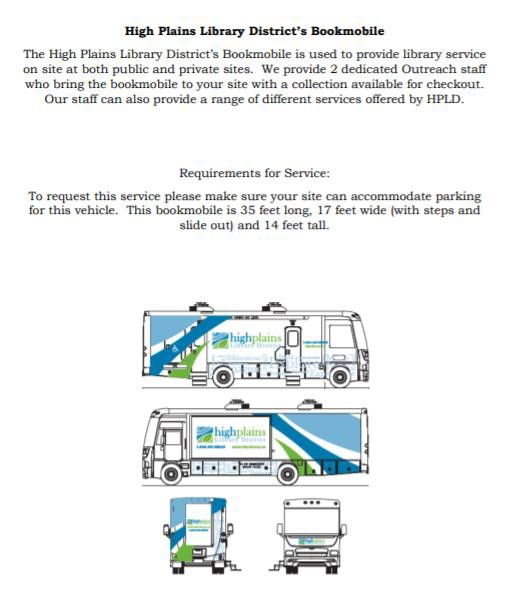 High Plains Library District's Bookmobile
The High Plains Library District's Bookmobile is used to provide library service
on site at both public and private sites.  We provide 2 dedicated Outreach staff
who bring the bookmobile to your site with a collection available for checkout.
Our staff can also provide a range of different services offered by HPLD.
Requirements for Service:
To request this service please make sure your site can accommodate parking
for this vehicle.  This bookmobile is 35 feet long, 17 feet wide (with steps and
slide out) and 14 feet tall.
highplains
Library District
highplains
Library District